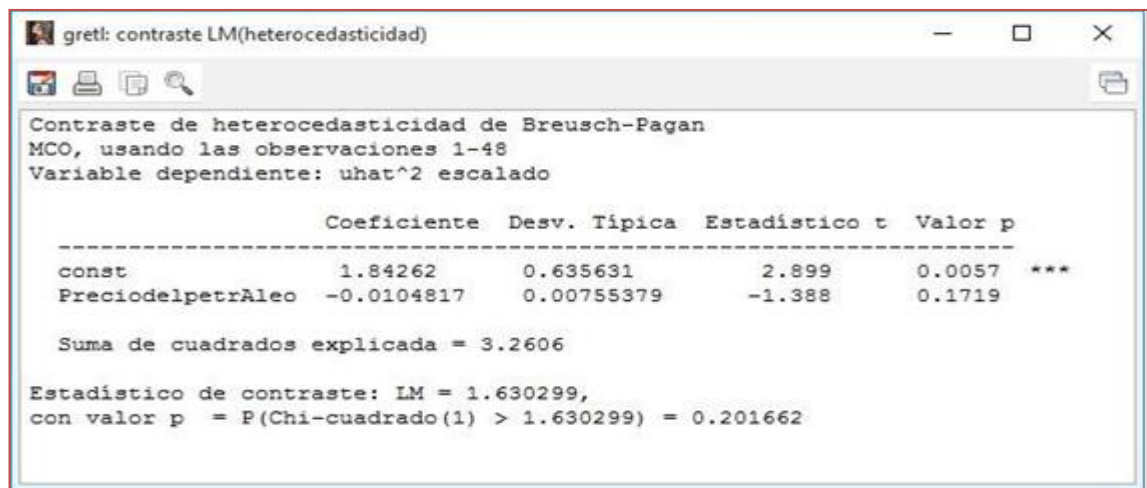 gretl: contraste LM(heterocedasticidad)
Contraste de heterocedasticidad de Breusch-Pagan
MCO, usando las observaciones 1-48
Variable dependiente: uhat^2 escalado
Coeficiente Desv. Típica Estadístico t Valor p
---------------------------------------------------------------------
const 1.84262 0.635631 2.899 0.0057 ***
PreciodelpetrAleo -0.0104817 0.00755379 -1.388 0.1719
Suma de cuadrados explicada = 3.2606
Estadístico de contraste: LM = 1.630299,
con valor p = P(Chi-cuadrado(1) > 1.630299) = 0.201662